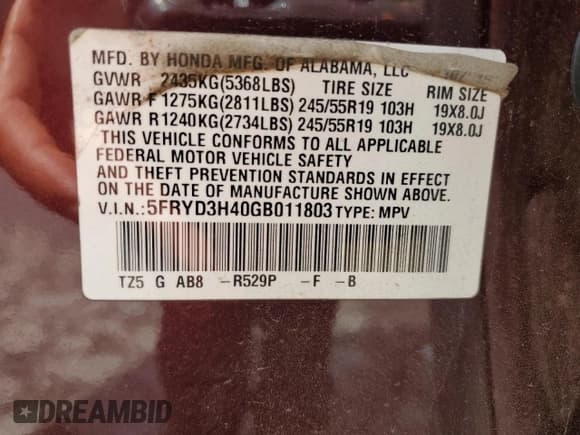 MFD. BY HONDA MFG. OF ALABAMA, LLC
GVWR 2435KG(5368LBS) TIRE SIZE RIM SIZE
GAWR F 1275KG(2811LBS) 245/55R19 103H 19X8.0J
GAWR R1240KG(2734LBS) 245/55R19 103H 19X8.0J
THIS VEHICLE CONFORMS TO ALL APPLICABLE
FEDERAL MOTOR VEHICLE SAFETY
AND THEFT PREVENTION STANDARDS IN EFFECT
ON THE DATE OF MANUFACTURE SHOWN ABOVE.
V.I.N.:5FRYD3H40GB011803 TYPE: MPV
TZ5 G AB8 -R529P -F -B
DREAMBID